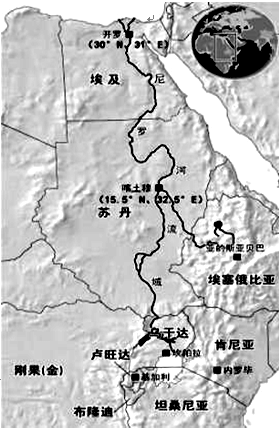 开罗
(30° N、31° E)
埃及
尼
罗
河
喀土穆
(15.5° N、32.5° E)
苏丹
流
亚的斯亚贝巴
埃塞俄比亚
域
乌干达
卢旺达
坎帕拉
肯尼亚
刚果(金)
基加利
内罗毕
布隆迪
坦桑尼亚